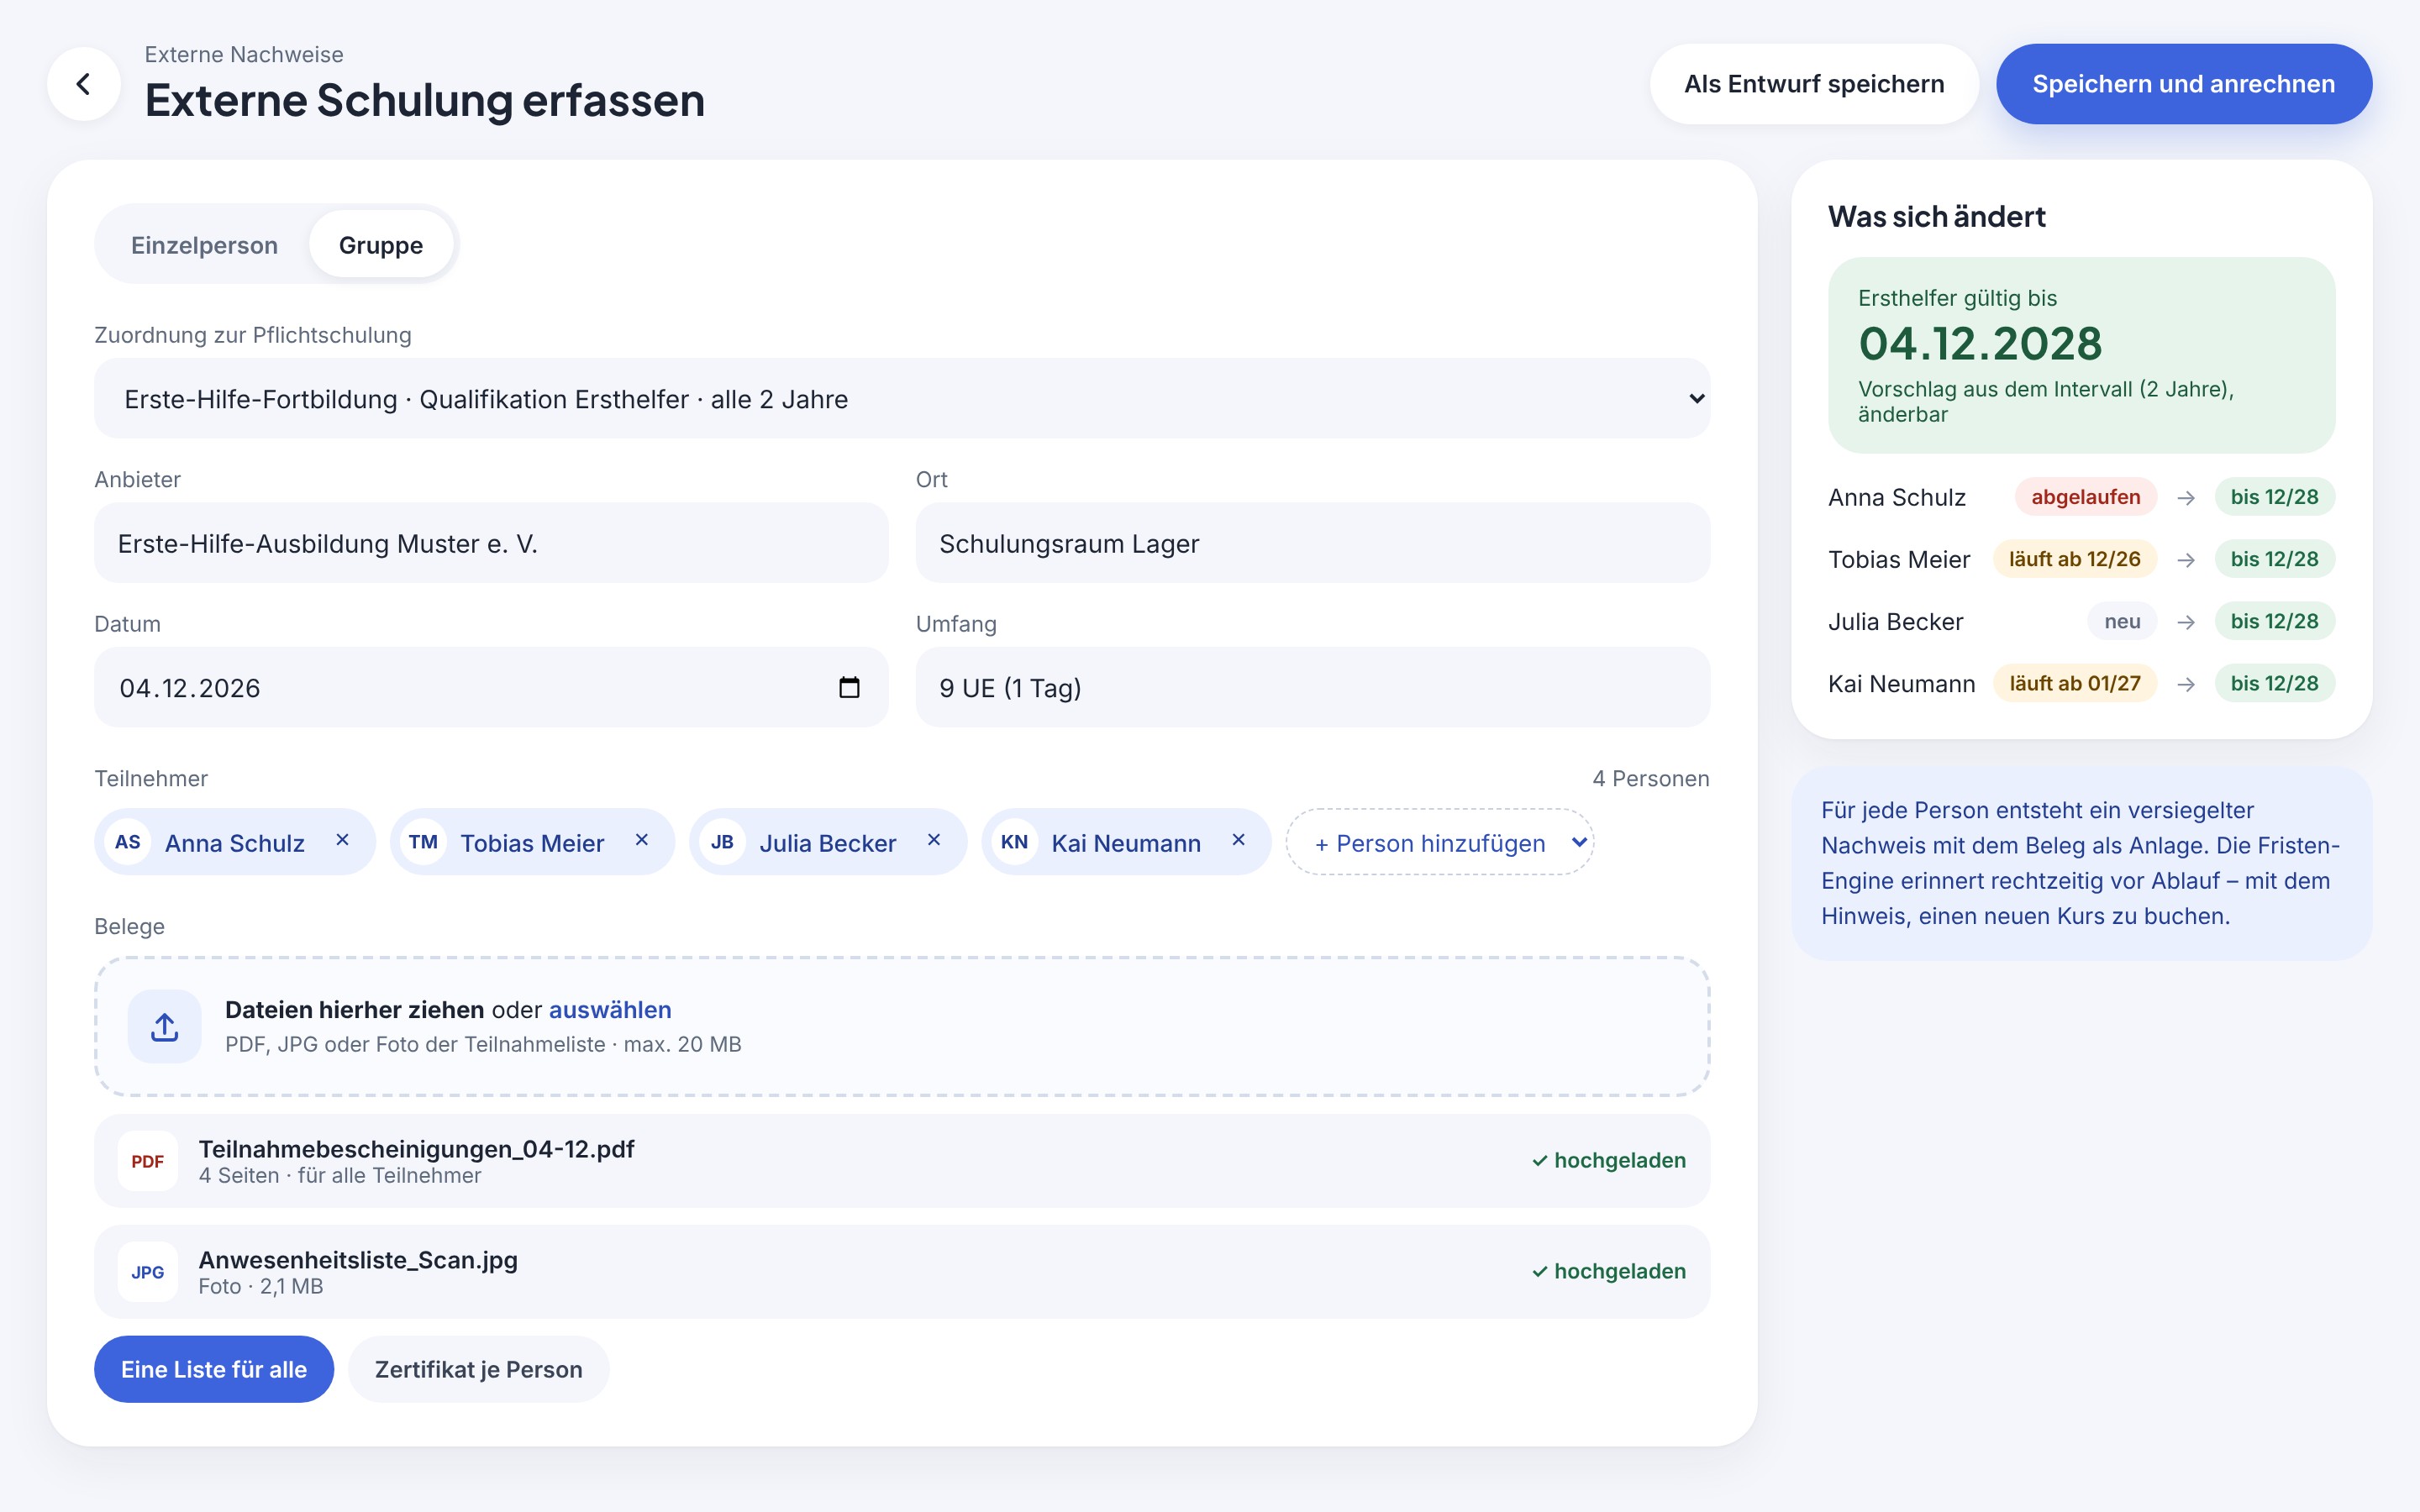 Externe Nachweise
Externe Schulung erfassen
Als Entwurf speichern
Speichern und anrechnen
Einzelperson
Gruppe
Zuordnung zur Pflichtschulung
Erste-Hilfe-Fortbildung · Qualifikation Ersthelfer · alle 2 Jahre
Anbieter
Ort
Erste-Hilfe-Ausbildung Muster e. V.
Schulungsraum Lager
Datum
Umfang
04.12.2026
9 UE (1 Tag)
Teilnehmer
4 Personen
AS Anna Schulz ×
TM Tobias Meier ×
JB Julia Becker ×
KN Kai Neumann ×
+ Person hinzufügen
Belege
Dateien hierher ziehen oder auswählen
PDF, JPG oder Foto der Teilnahmeliste · max. 20 MB
PDF
Teilnahmebescheinigungen_04-12.pdf
4 Seiten · für alle Teilnehmer
✓ hochgeladen
JPG
Anwesenheitsliste_Scan.jpg
Foto · 2,1 MB
✓ hochgeladen
Eine Liste für alle
Zertifikat je Person
Was sich ändert
Ersthelfer gültig bis
04.12.2028
Vorschlag aus dem Intervall (2 Jahre),
änderbar
Anna Schulz abgelaufen → bis 12/28
Tobias Meier läuft ab 12/26 → bis 12/28
Julia Becker neu → bis 12/28
Kai Neumann läuft ab 01/27 → bis 12/28
Für jede Person entsteht ein versiegelter
Nachweis mit dem Beleg als Anlage. Die Fristen-
Engine erinnert rechtzeitig vor Ablauf – mit dem
Hinweis, einen neuen Kurs zu buchen.